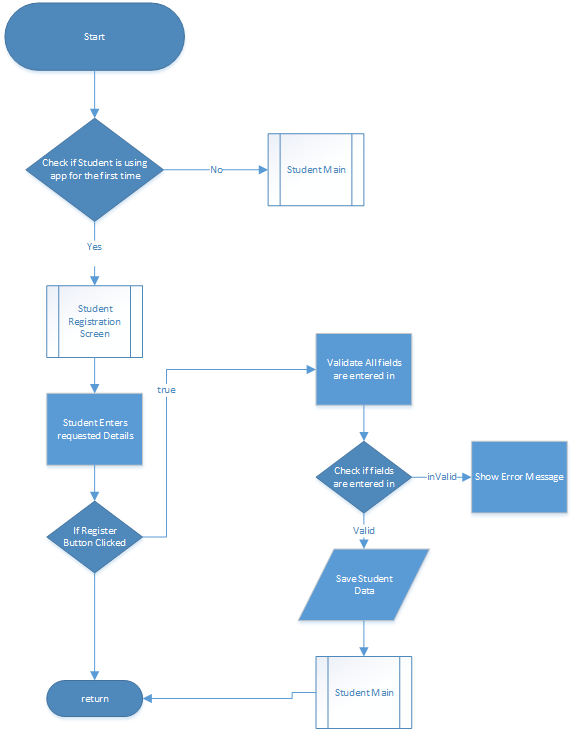 Start
Check if Student is using
app for the first time
No
Student Main
Yes
Student
Registration
Screen
Student Enters
requested Details
If Register
Button Clicked
true
Validate All fields
are entered in
Check if fields
are entered in
inValid
Show Error Message
Valid
Save Student
Data
Student Main
return